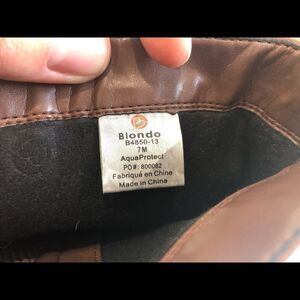 Blondo
B4850-13
7M
AquaProtect
PO#: 800082
Fabriqué en Chine
Made in China